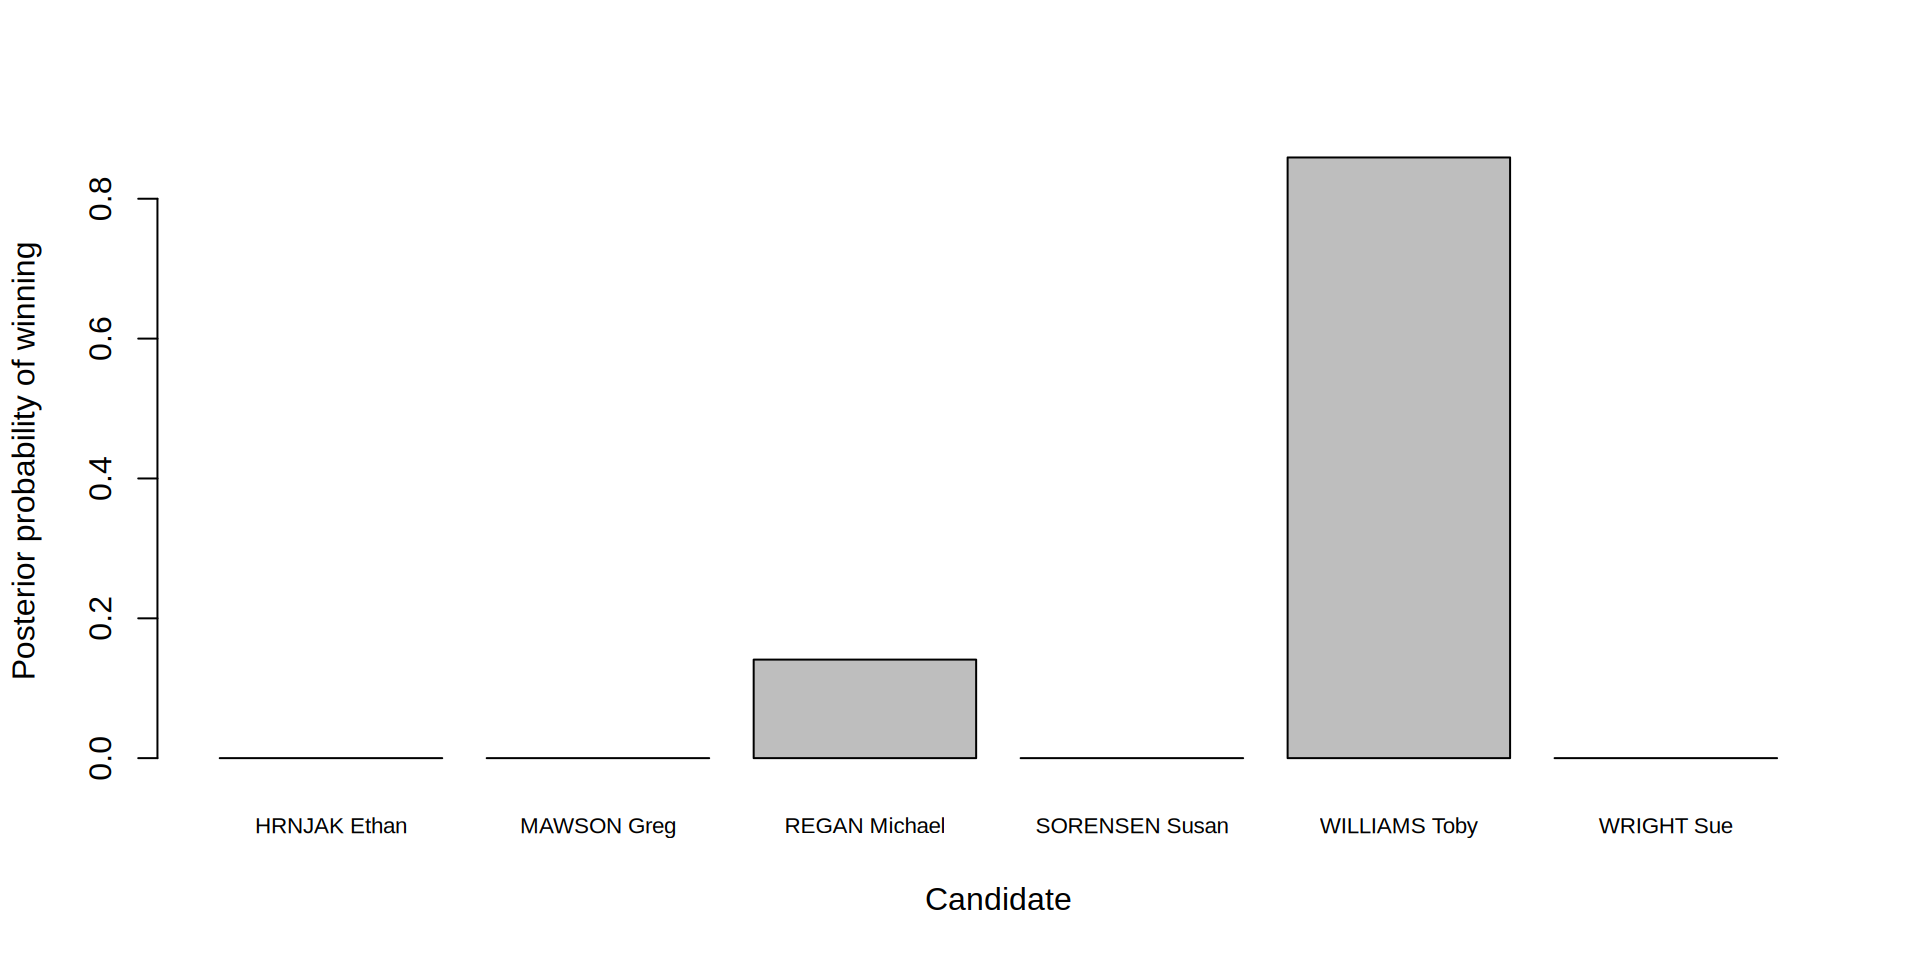 Posterior probability of winning
0.8
0.6
0.4
0.2
0.0
HRNJAK Ethan
MAWSON Greg
REGAN Michael
SORENSEN Susan
WILLIAMS Toby
WRIGHT Sue
Candidate